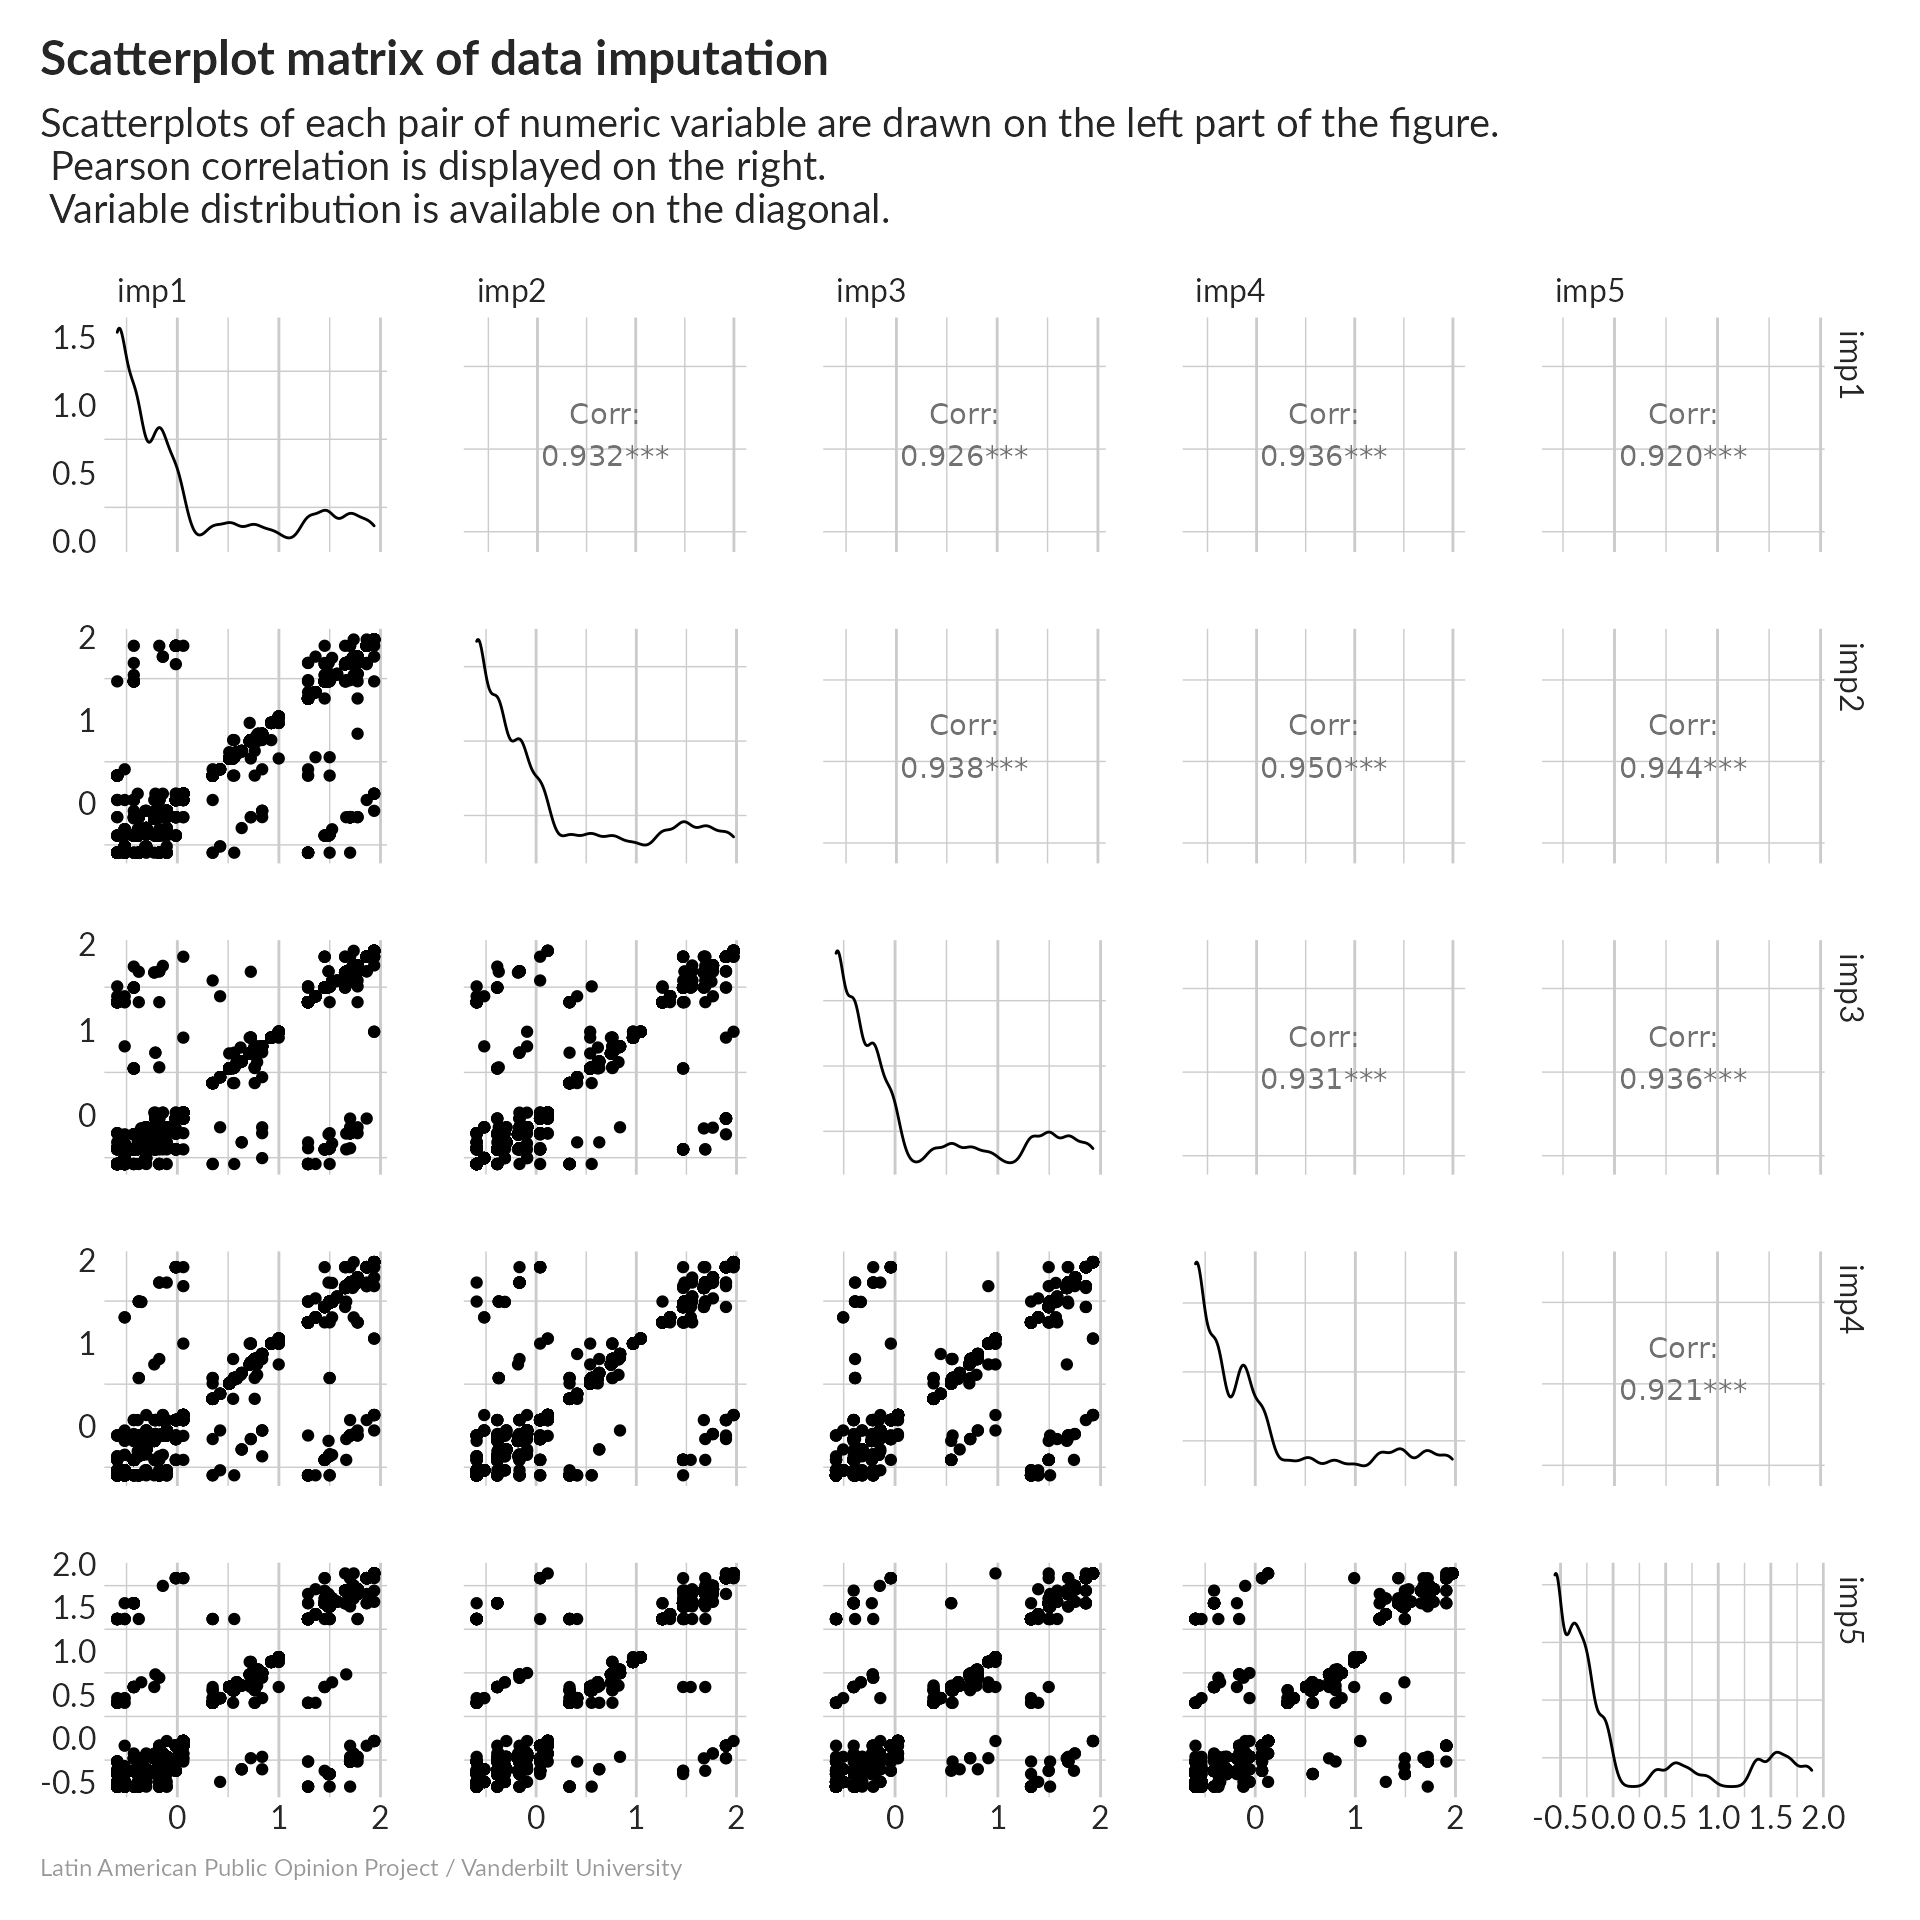 Scatterplot matrix of data imputation
Scatterplots of each pair of numeric variable are drawn on the left part of the figure.
Pearson correlation is displayed on the right.
Variable distribution is available on the diagonal.
imp1 imp2 imp3 imp4 imp5
1.5
1.0
0.5
0.0
Corr: Corr: Corr: Corr:
0.932*** 0.926*** 0.936*** 0.920***
imp1
2
1
0
Corr: Corr: Corr:
0.938*** 0.950*** 0.944***
imp2
2
1
0
Corr: Corr:
0.931*** 0.936***
imp3
2
1
0
Corr:
0.921***
imp4
2.0
1.5
1.0
0.5
0.0
-0.5
imp5
0 1 2 0 1 2 0 1 2 0 1 2 -0.5 0.0 0.5 1.0 1.5 2.0
Latin American Public Opinion Project / Vanderbilt University